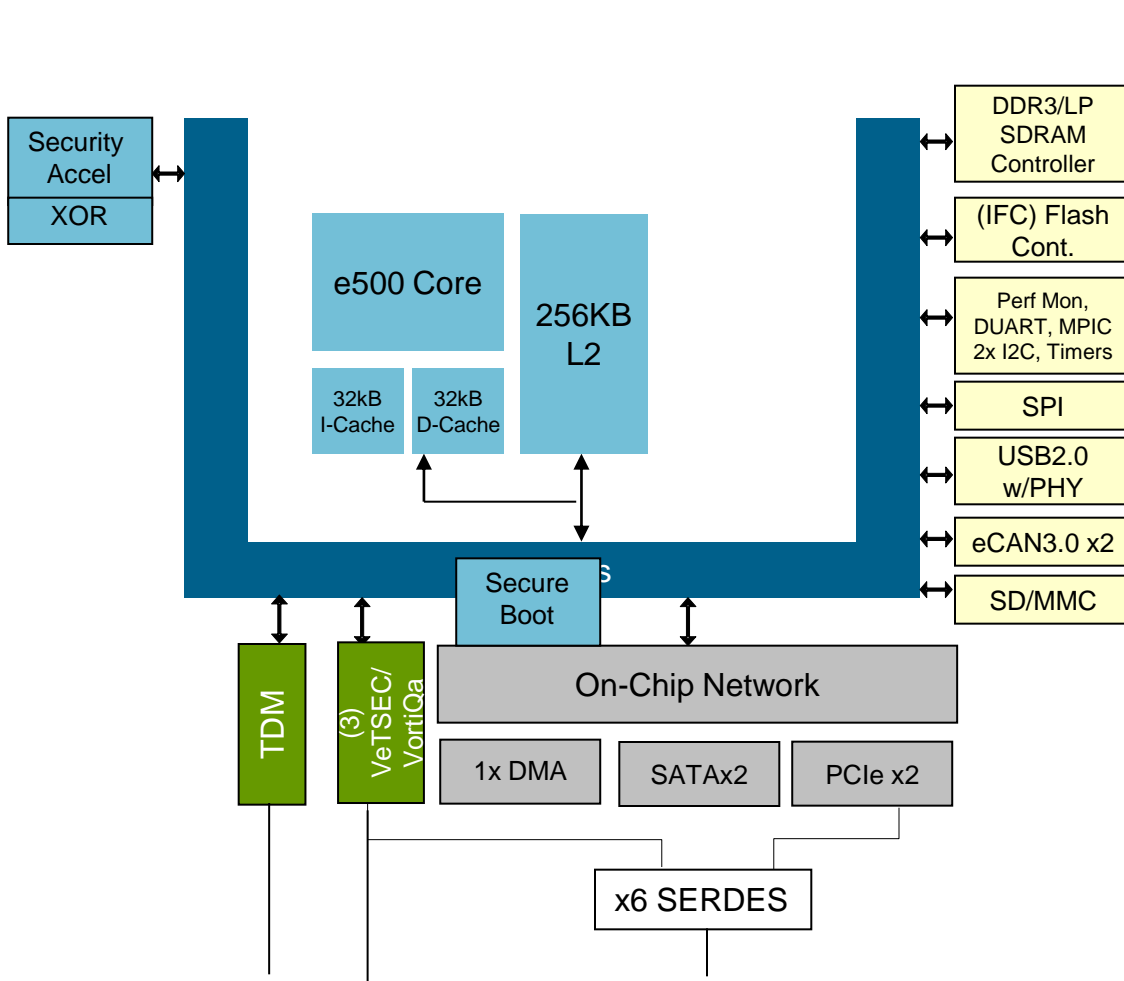 Security
Accel
XOR
e500 Core
256KB
L2
32kB
I-Cache
32kB
D-Cache
DDR3/LP
SDRAM
Controller
(IFC) Flash
Cont.
Perf Mon,
DUART, MPIC
2x I2C, Timers
SPI
USB2.0
w/PHY
eCAN3.0 x2
SD/MMC
Secure
Boot
TDM
(3)
VeTSEC/
VortiQa
On-Chip Network
1x DMA
SATAx2
PCIe x2
x6 SERDES